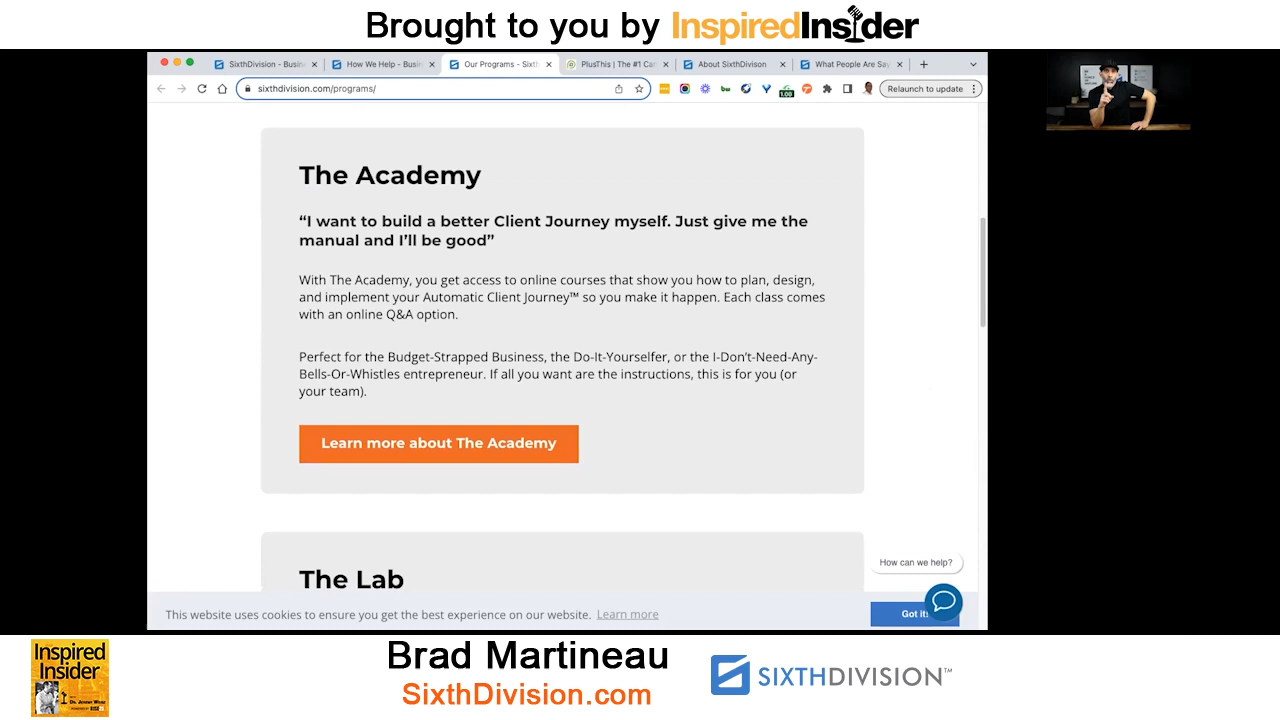 Brought to you by InspiredInsider
SixthDivision - Busin
How We Help - Busin
Our Programs - Sixth
PlusThis | The #1 Can
About SixthDivison
What People Are Say
sixthdivision.com/programs/
1.00
Relaunch to update
The Academy
“I want to build a better Client Journey myself. Just give me the
manual and I’ll be good”
With The Academy, you get access to online courses that show you how to plan, design,
and implement your Automatic Client Journey™ so you make it happen. Each class comes
with an online Q&A option.
Perfect for the Budget-Strapped Business, the Do-It-Yourselfer, or the I-Don’t-Need-Any-
Bells-Or-Whistles entrepreneur. If all you want are the instructions, this is for you (or
your team).
Learn more about The Academy
The Lab
How can we help?
This website uses cookies to ensure you get the best experience on our website. Learn more
Got it!
Inspired
Insider
Brad Martineau
SixthDivision.com
SIXTHDIVISION™